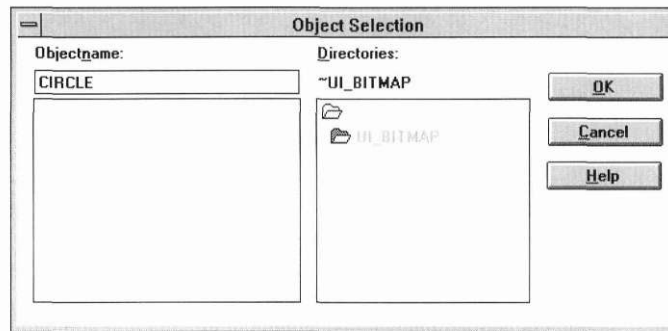 Object Selection
Objectname:
Directories:
CIRCLE
~UI_BITMAP
UI_BITMAP
OK
Cancel
Help